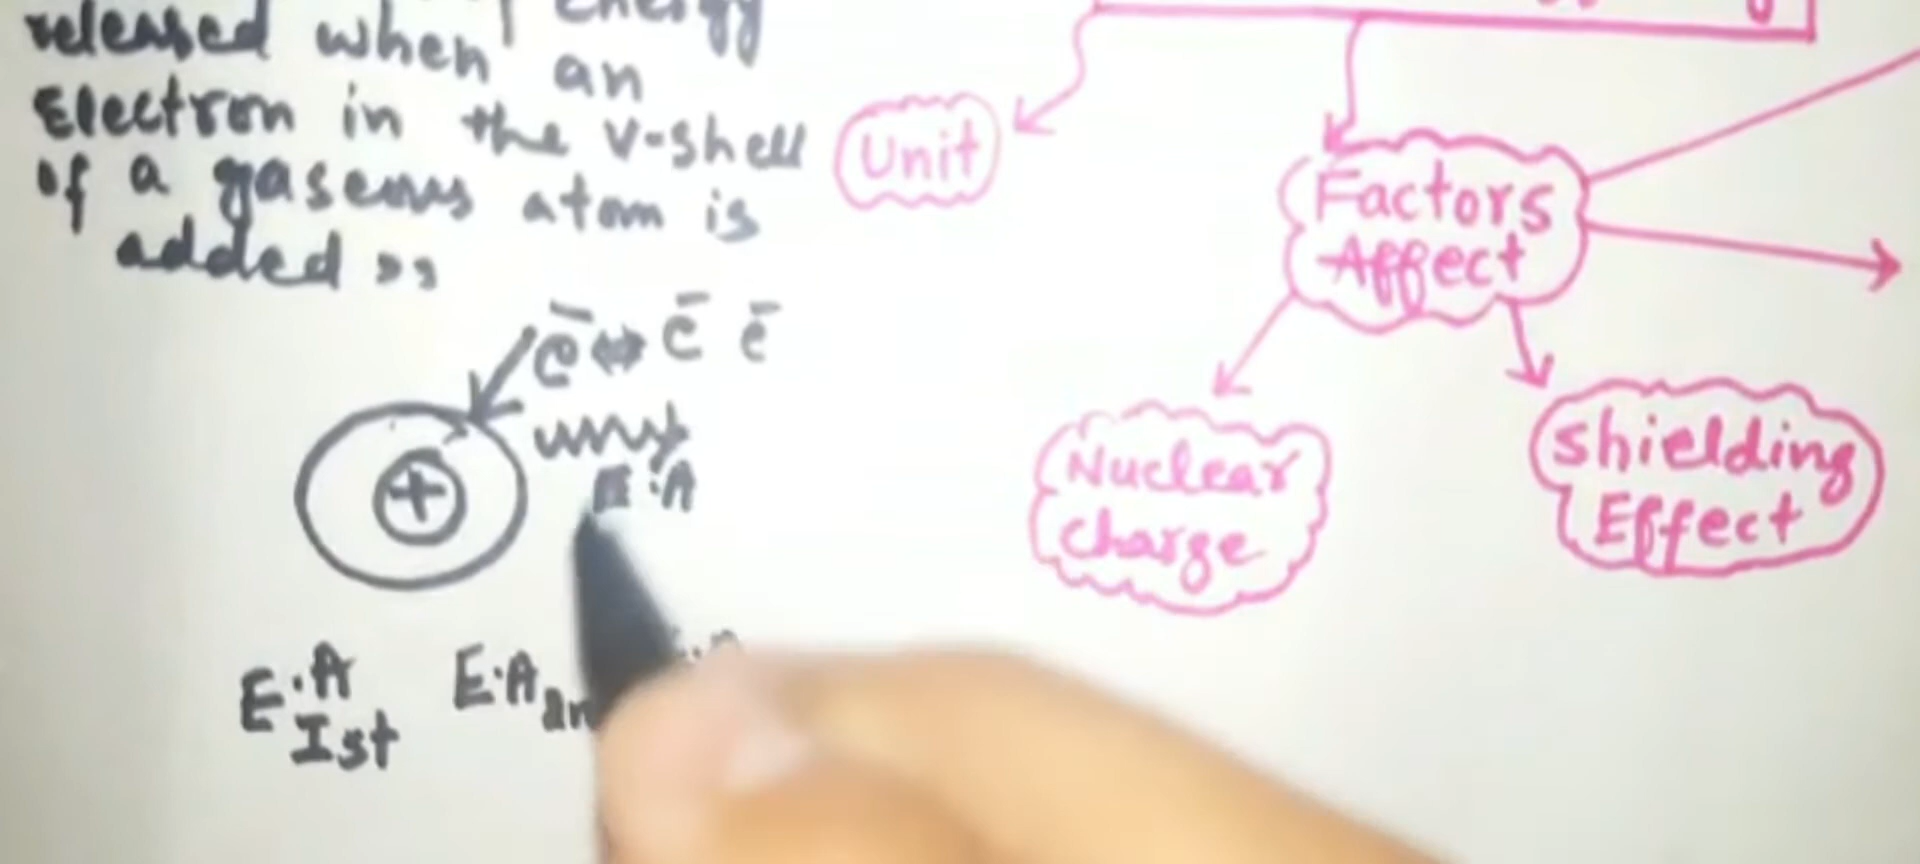 Energy
released when an
Electron in the v-shell
of a gaseous atom is
added ,,
e⁻ ↔ e⁻ e⁻
E.A
+
E.A E.A
Ist
Unit
Factors
Affect
Nuclear
Charge
Shielding
Effect